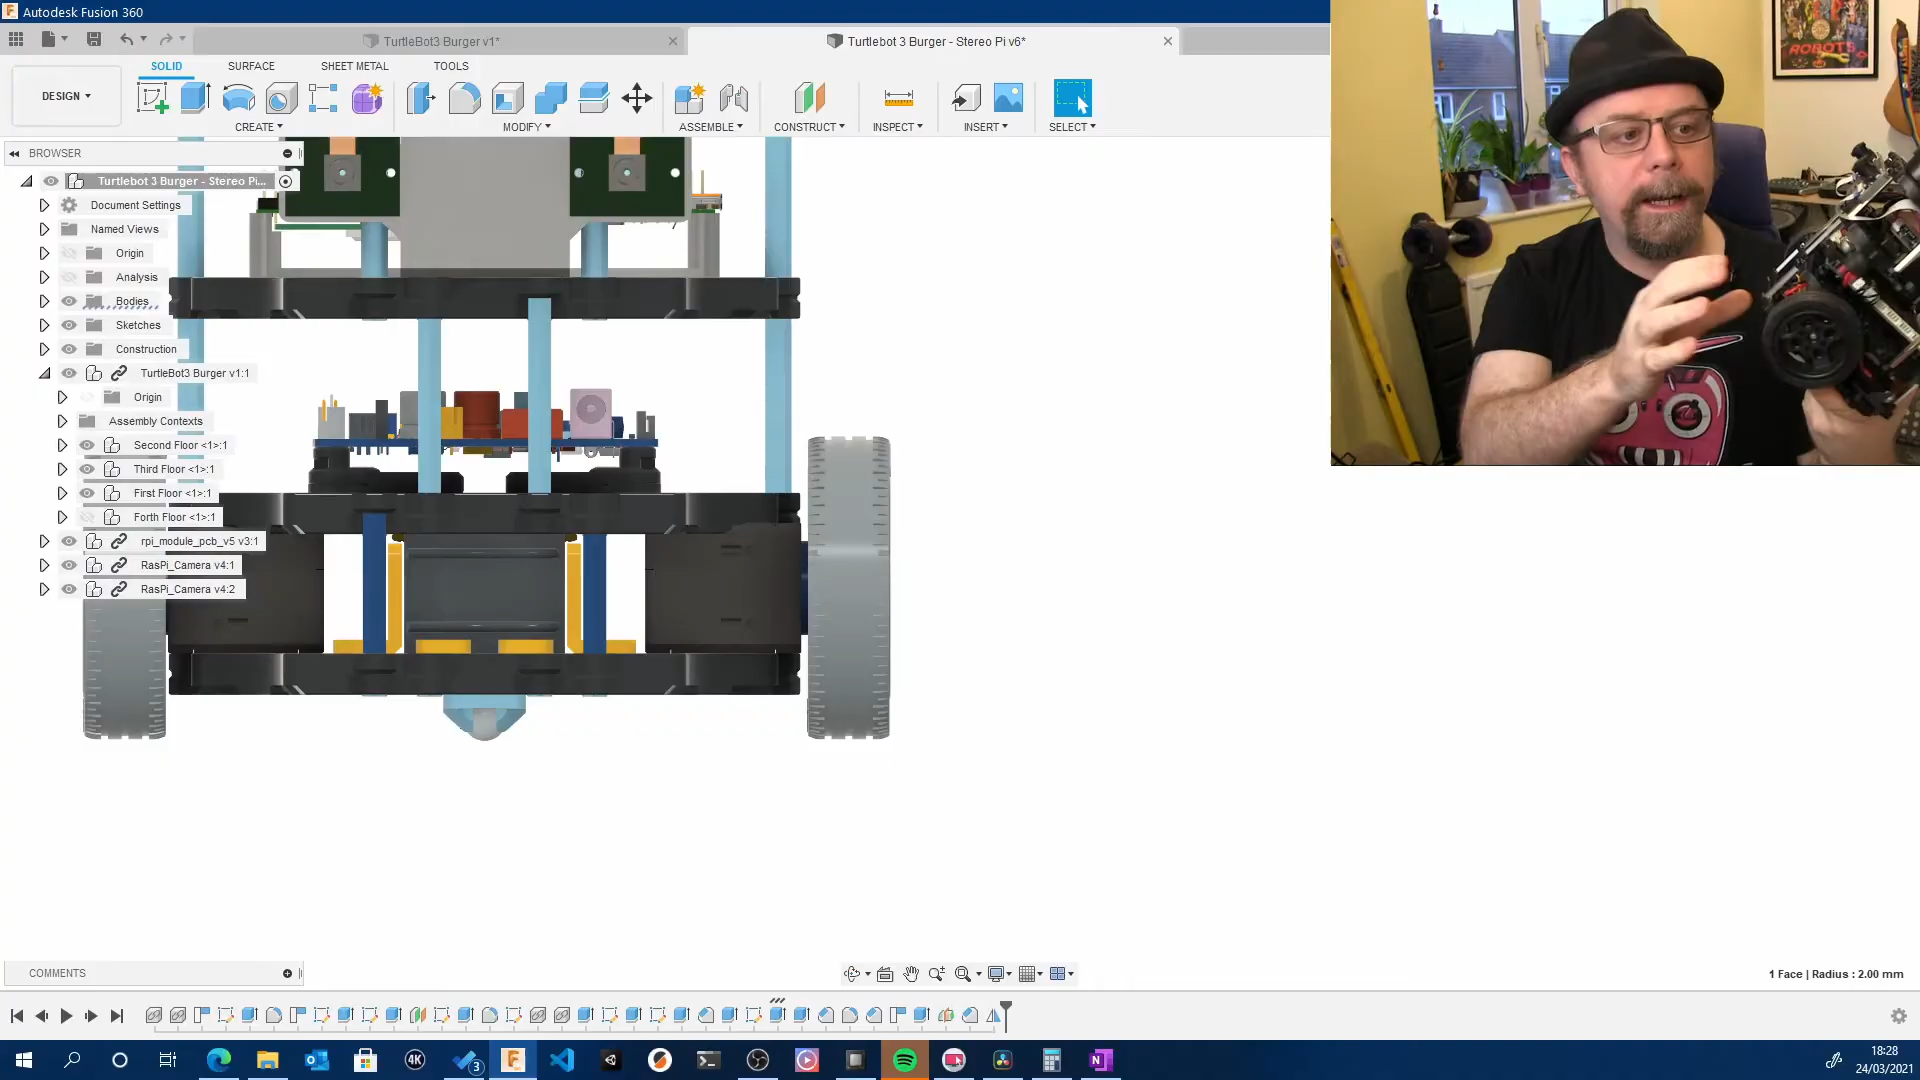 Autodesk Fusion 360
TurtleBot3 Burger v1*
Turtlebot 3 Burger - Stereo Pi v6*
DESIGN
SOLID
SURFACE
SHEET METAL
TOOLS
CREATE
MODIFY
ASSEMBLE
CONSTRUCT
INSPECT
INSERT
SELECT
BROWSER
Turtlebot 3 Burger - Stereo Pi...
Document Settings
Named Views
Origin
Analysis
Bodies
Sketches
Construction
TurtleBot3 Burger v1:1
Origin
Assembly Contexts
Second Floor <1>:1
Third Floor <1>:1
First Floor <1>:1
Forth Floor <1>:1
rpi_module_pcb_v5 v3:1
RasPi_Camera v4:1
RasPi_Camera v4:2
ROBOTS
COMMENTS
1 Face | Radius : 2.00 mm
4K
3
18:28
24/03/2021